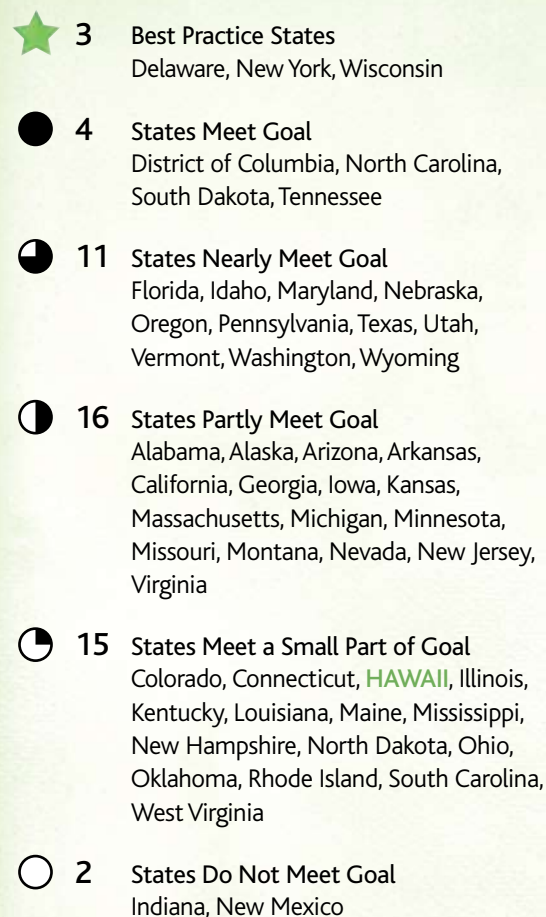 3 Best Practice States
Delaware, New York, Wisconsin
4 States Meet Goal
District of Columbia, North Carolina,
South Dakota, Tennessee
11 States Nearly Meet Goal
Florida, Idaho, Maryland, Nebraska,
Oregon, Pennsylvania, Texas, Utah,
Vermont, Washington, Wyoming
16 States Partly Meet Goal
Alabama, Alaska, Arizona, Arkansas,
California, Georgia, Iowa, Kansas,
Massachusetts, Michigan, Minnesota,
Missouri, Montana, Nevada, New Jersey,
Virginia
15 States Meet a Small Part of Goal
Colorado, Connecticut, HAWAII, Illinois,
Kentucky, Louisiana, Maine, Mississippi,
New Hampshire, North Dakota, Ohio,
Oklahoma, Rhode Island, South Carolina,
West Virginia
2 States Do Not Meet Goal
Indiana, New Mexico